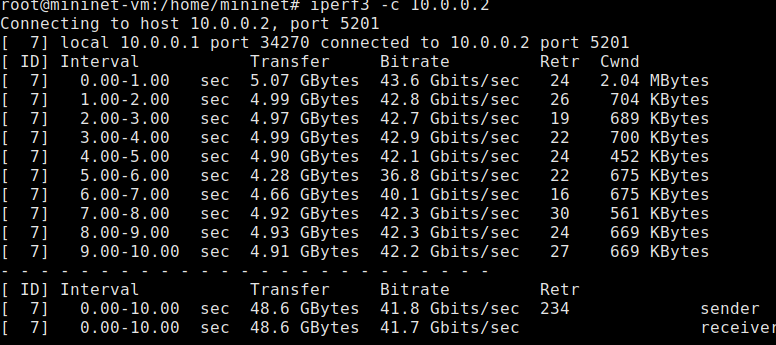 root@mininet-vm:/home/mininet# iperf3 -c 10.0.0.2
Connecting to host 10.0.0.2, port 5201
[  7] local 10.0.0.1 port 34270 connected to 10.0.0.2 port 5201
[ ID] Interval           Transfer     Bitrate         Retr  Cwnd
[  7]   0.00-1.00   sec  5.07 GBytes  43.6 Gbits/sec   24   2.04 MBytes
[  7]   1.00-2.00   sec  4.99 GBytes  42.8 Gbits/sec   26    704 KBytes
[  7]   2.00-3.00   sec  4.97 GBytes  42.7 Gbits/sec   19    689 KBytes
[  7]   3.00-4.00   sec  4.99 GBytes  42.9 Gbits/sec   22    700 KBytes
[  7]   4.00-5.00   sec  4.90 GBytes  42.1 Gbits/sec   24    452 KBytes
[  7]   5.00-6.00   sec  4.28 GBytes  36.8 Gbits/sec   22    675 KBytes
[  7]   6.00-7.00   sec  4.66 GBytes  40.1 Gbits/sec   16    675 KBytes
[  7]   7.00-8.00   sec  4.92 GBytes  42.3 Gbits/sec   30    561 KBytes
[  7]   8.00-9.00   sec  4.93 GBytes  42.3 Gbits/sec   24    669 KBytes
[  7]   9.00-10.00  sec  4.91 GBytes  42.2 Gbits/sec   27    669 KBytes
- - - - - - - - - - - - - - - - - - - - - - - - -
[ ID] Interval           Transfer     Bitrate         Retr
[  7]   0.00-10.00  sec  48.6 GBytes  41.8 Gbits/sec  234             sender
[  7]   0.00-10.00  sec  48.6 GBytes  41.7 Gbits/sec                  receiver